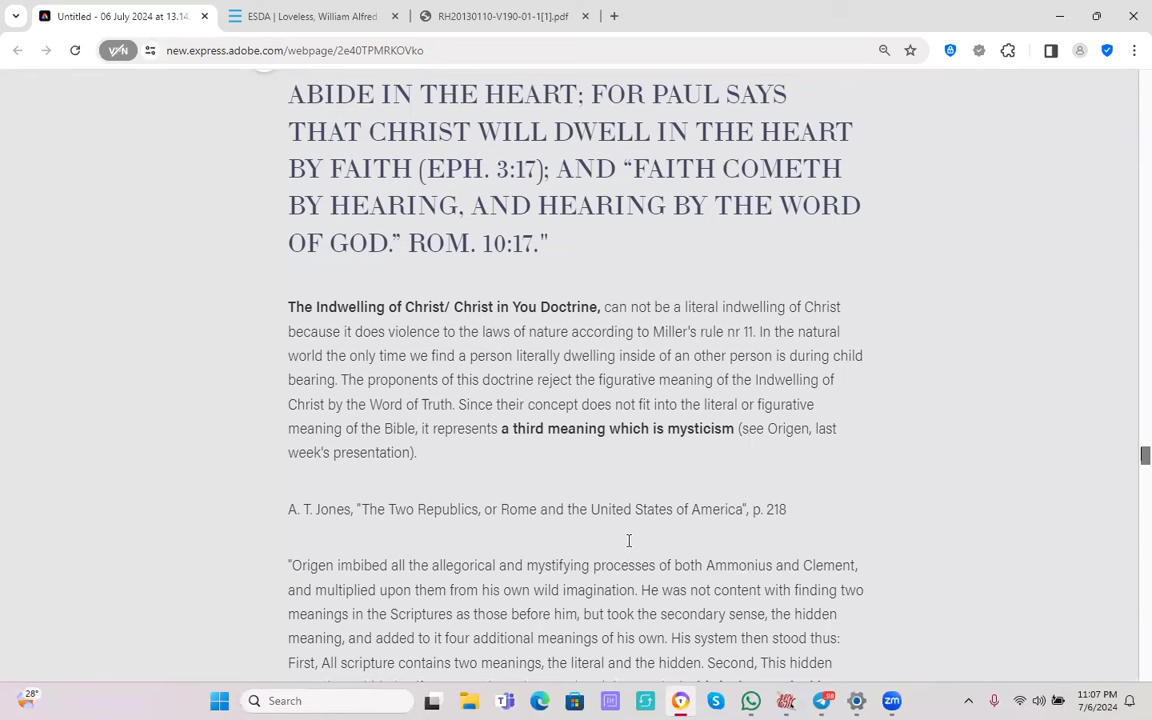 Untitled - 06 July 2024 at 13.14.
ESDA | Loveless, William Alfred
RH20130110-V190-01-1[1].pdf
new.express.adobe.com/webpage/2e40TPMRKOVko
ABIDE IN THE HEART; FOR PAUL SAYS
THAT CHRIST WILL DWELL IN THE HEART
BY FAITH (EPH. 3:17); AND “FAITH COMETH
BY HEARING, AND HEARING BY THE WORD
OF GOD.” ROM. 10:17."
The Indwelling of Christ/ Christ in You Doctrine, can not be a literal indwelling of Christ
because it does violence to the laws of nature according to Miller's rule nr 11. In the natural
world the only time we find a person literally dwelling inside of an other person is during child
bearing. The proponents of this doctrine reject the figurative meaning of the Indwelling of
Christ by the Word of Truth. Since their concept does not fit into the literal or figurative
meaning of the Bible, it represents a third meaning which is mysticism (see Origen, last
week's presentation).
A. T. Jones, "The Two Republics, or Rome and the United States of America", p. 218
"Origen imbibed all the allegorical and mystifying processes of both Ammonius and Clement,
and multiplied upon them from his own wild imagination. He was not content with finding two
meanings in the Scriptures as those before him, but took the secondary sense, the hidden
meaning, and added to it four additional meanings of his own. His system then stood thus:
First, All scripture contains two meanings, the literal and the hidden. Second, This hidden
28°
Search
11:07 PM
7/6/2024